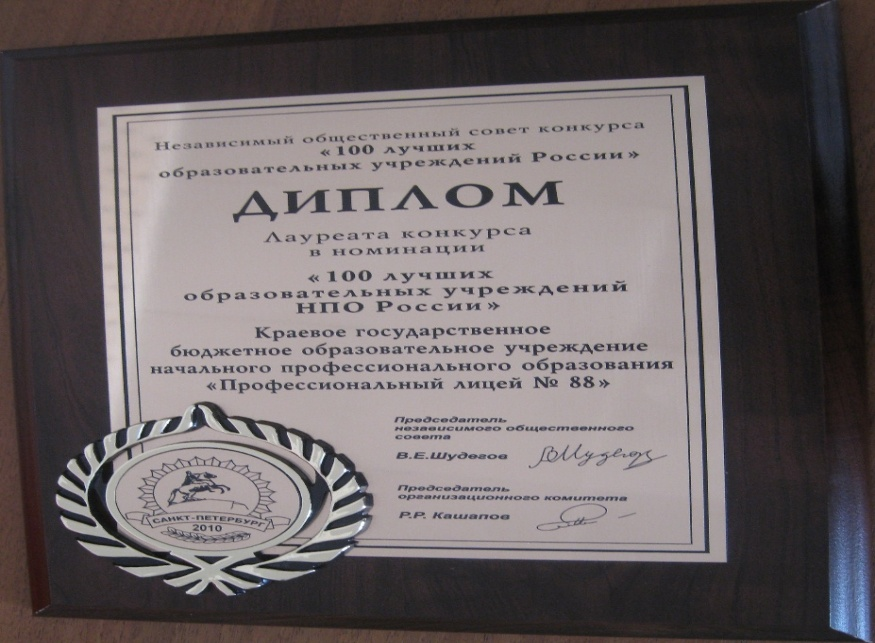 Независимый общественный совет конкурса
«100 лучших
образовательных учреждений России»
ДИПЛОМ
Лауреата конкурса
в номинации
«100 лучших
образовательных учреждений
НПО России»
Краевое государственное
бюджетное образовательное учреждение
начального профессионального образования
«Профессиональный лицей № 88»
Председатель
независимого общественного
совета
В.Е.Шудегов
Председатель
организационного комитета
Р.Р. Кашапов
САНКТ-ПЕТЕРБУРГ
2010